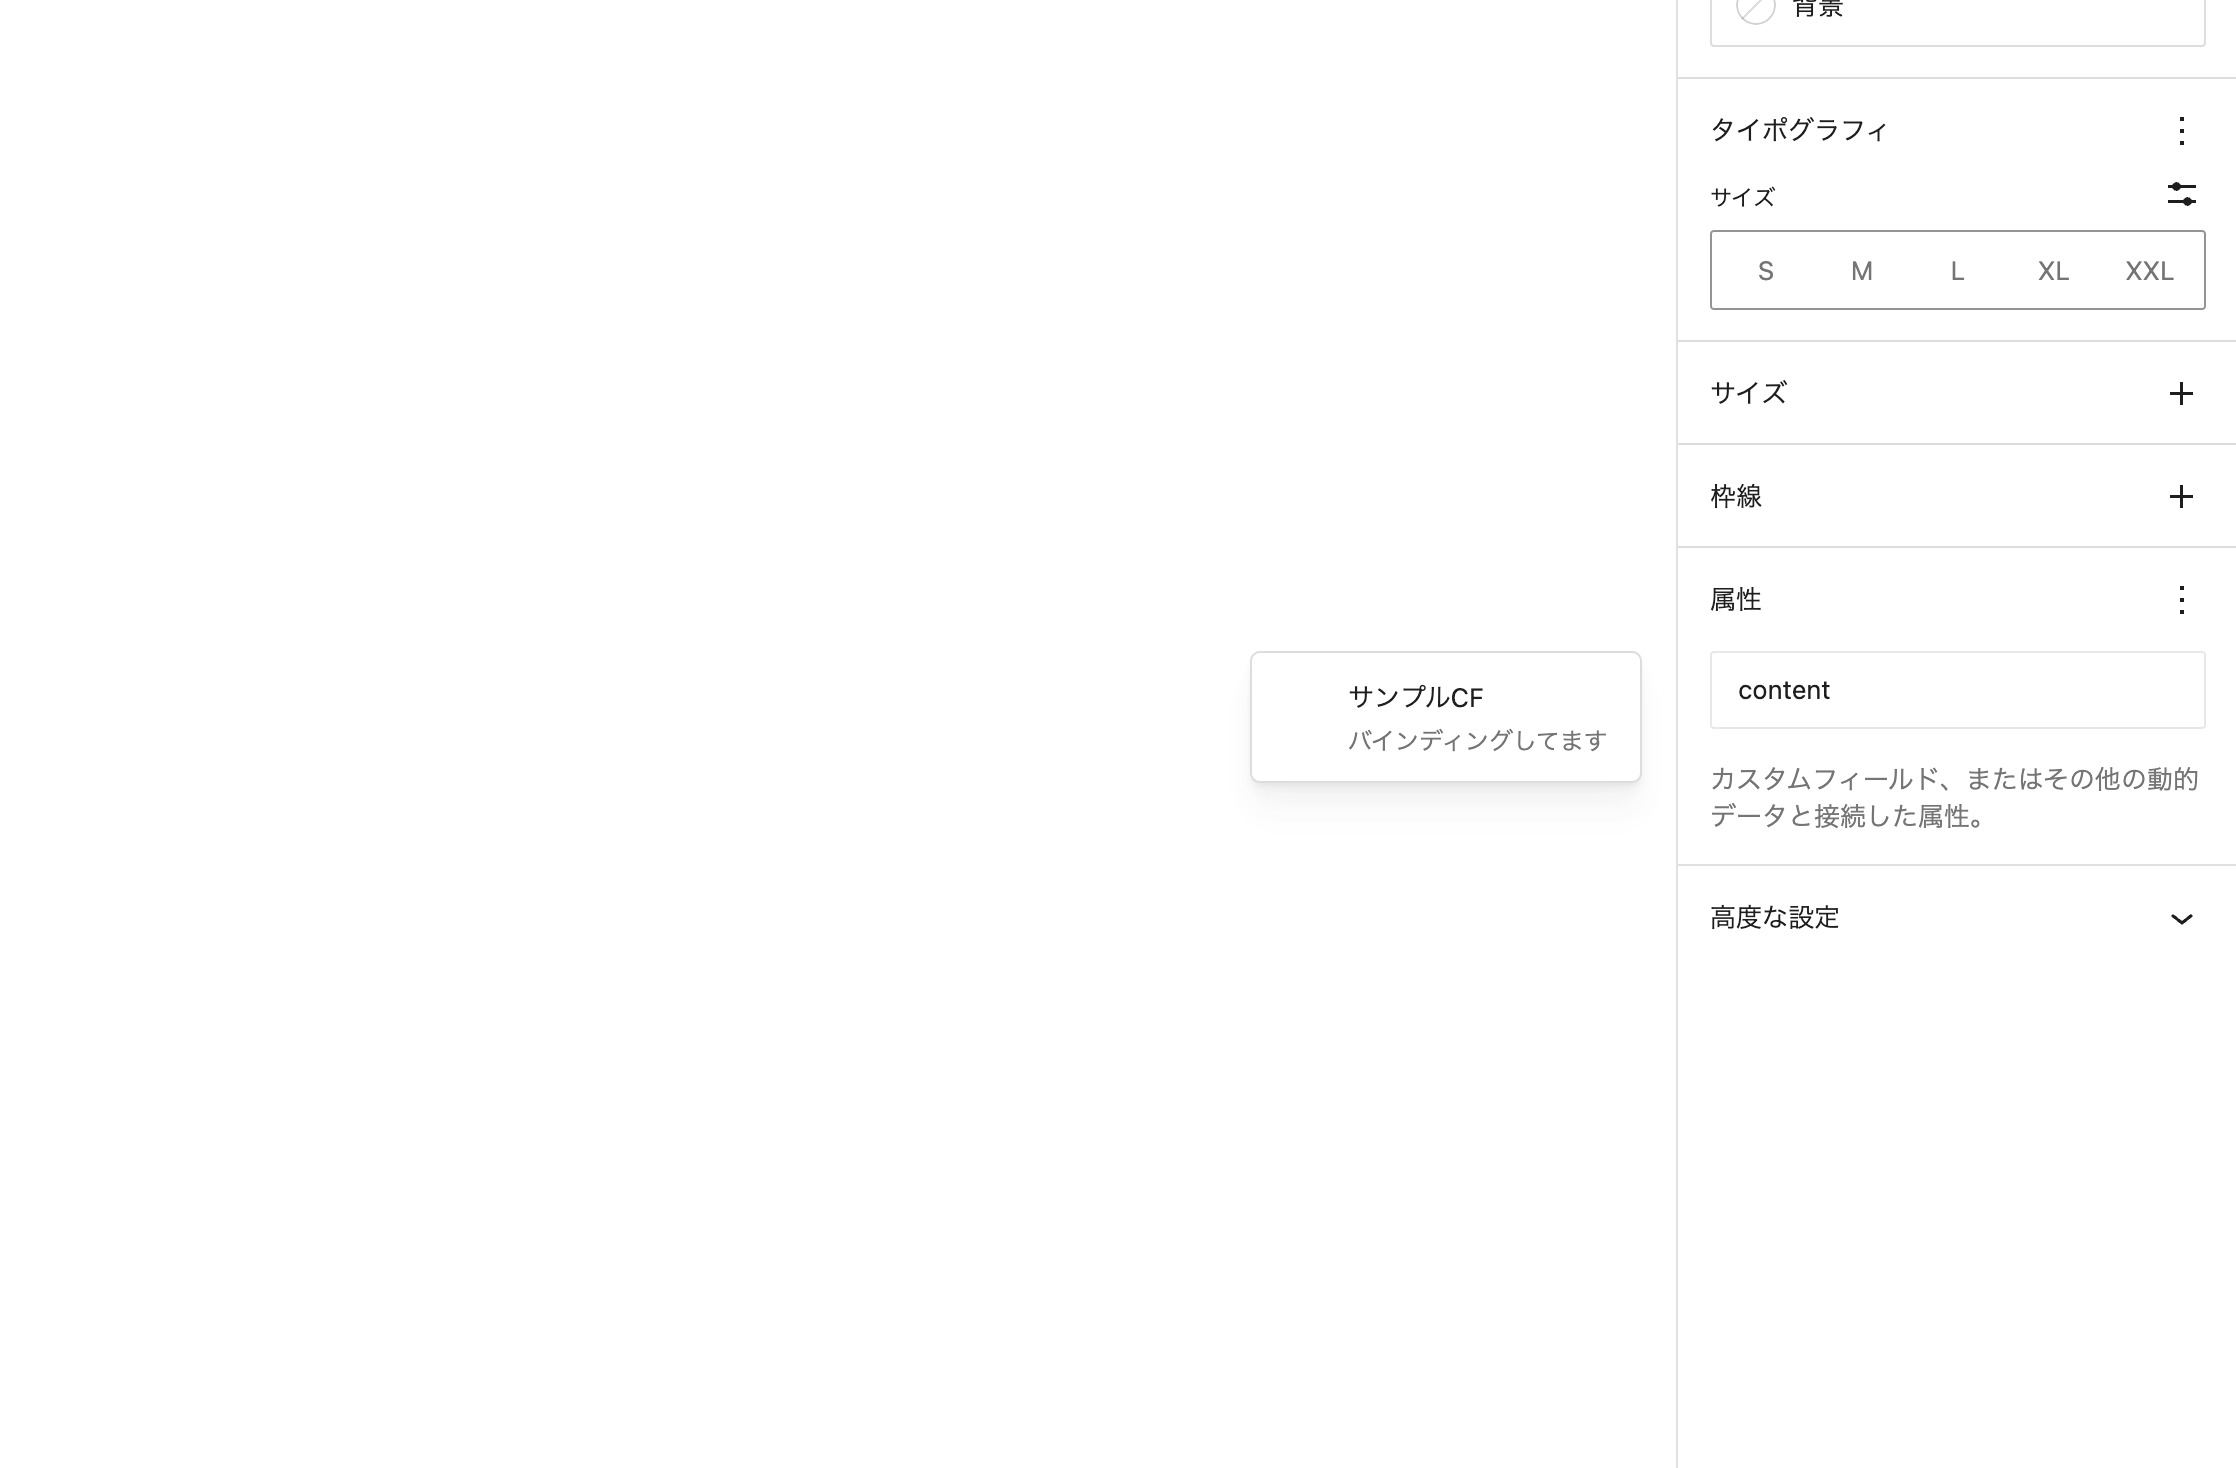 背景
タイポグラフィ
サイズ
S M L XL XXL
サイズ
枠線
属性
content
サンプルCF
バインディングしてます
カスタムフィールド、またはその他の動的
データと接続した属性。
高度な設定